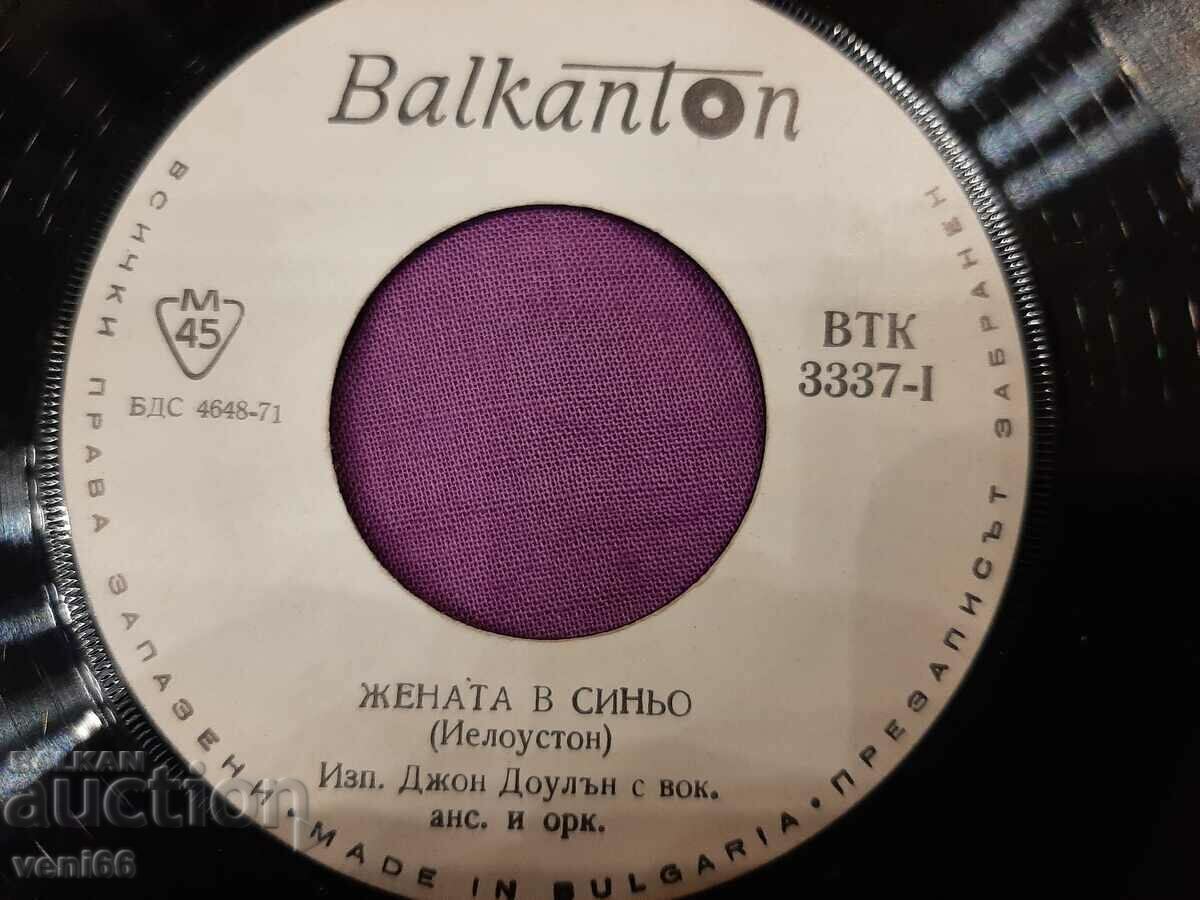 Balkanton
М
45
БДС 4648-71
ВТК
3337-I
ЖЕНАТА В СИНЬО
(Иелоустон)
Изп. Джон Доулън с вок.
анс. и орк.
ВСИЧКИ ПРАВА ЗАПАЗЕНИ • MADE IN BULGARIA • ПРЕЗАПИСЪТ ЗАБРАНЕН
BALKAN
auction
veni66